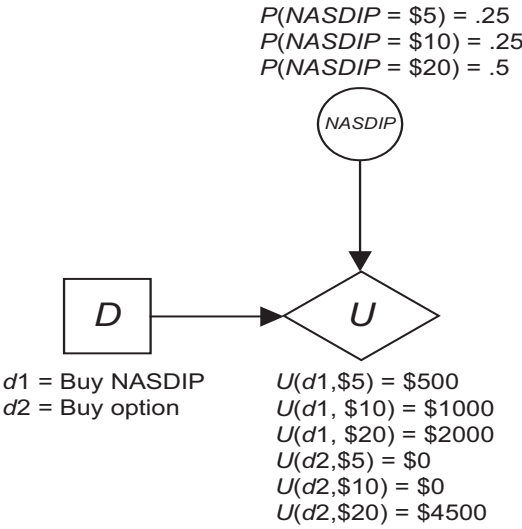 P(NASDIP = $5) = .25
P(NASDIP = $10) = .25
P(NASDIP = $20) = .5
NASDIP
D
U
d1 = Buy NASDIP
d2 = Buy option
U(d1,$5) = $500
U(d1, $10) = $1000
U(d1, $20) = $2000
U(d2,$5) = $0
U(d2,$10) = $0
U(d2,$20) = $4500